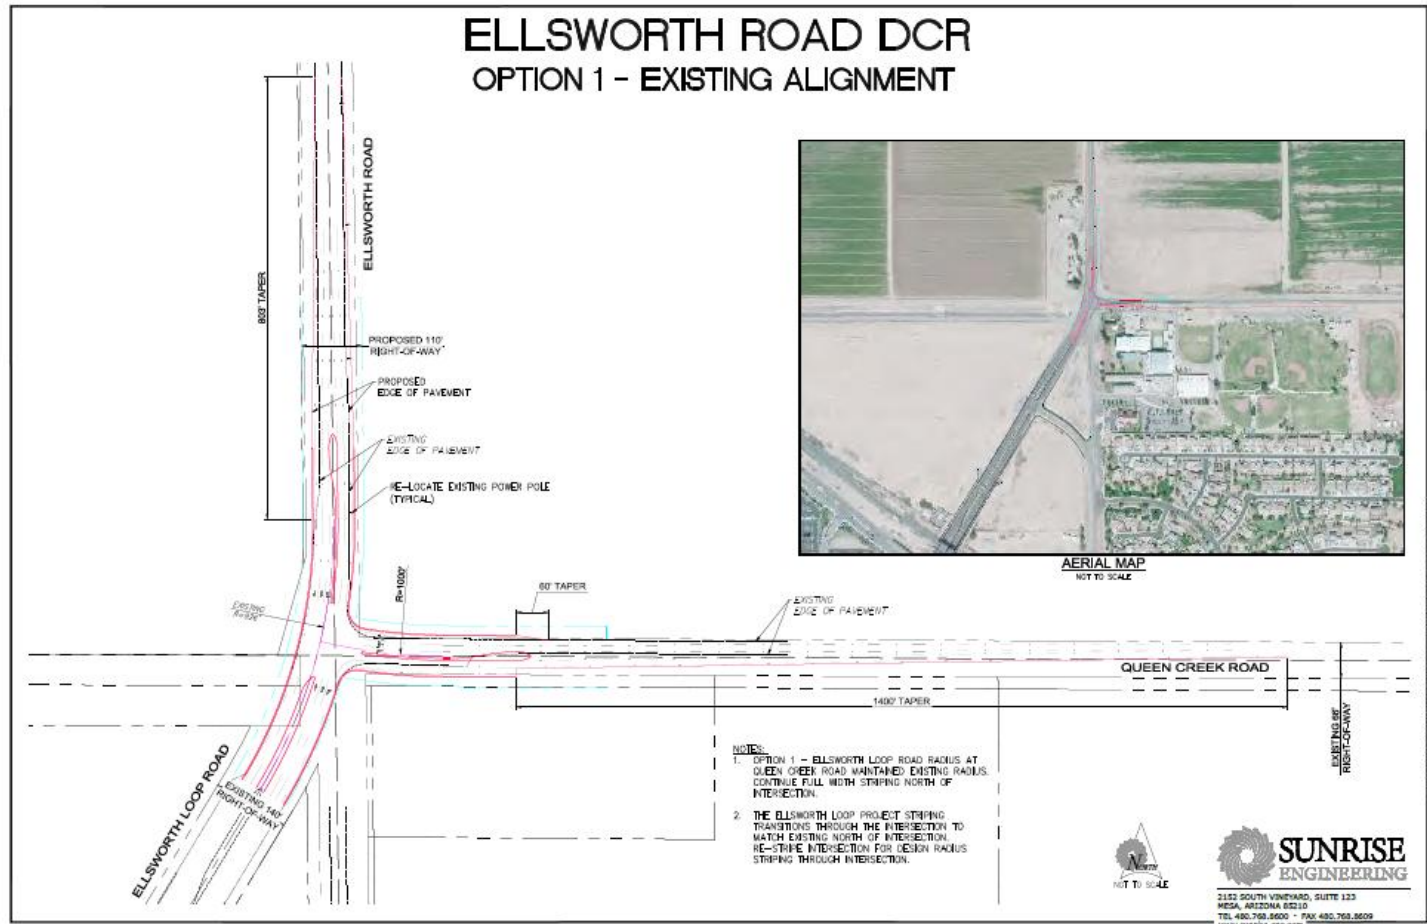 ELLSWORTH ROAD DCR
OPTION 1 - EXISTING ALIGNMENT
ELLSWORTH ROAD
803' TAPER
PROPOSED 110'
RIGHT-OF-WAY
PROPOSED
EDGE OF PAVEMENT
EXISTING
EDGE OF PAVEMENT
RE-LOCATE EXISTING POWER POLE
(TYPICAL)
AERIAL MAP
NOT TO SCALE
R=1000'
60' TAPER
EXISTING
EXISTING
EDGE OF PAVEMENT
QUEEN CREEK ROAD
1400' TAPER
EXISTING 66'
RIGHT-OF-WAY
ELLSWORTH LOOP ROAD
EXISTING 140'
RIGHT-OF-WAY
NOTES:
1. OPTION 1 - ELLSWORTH LOOP ROAD RADIUS AT
QUEEN CREEK ROAD MAINTAINED EXISTING RADIUS.
CONTINUE FULL WIDTH STRIPING NORTH OF
INTERSECTION.
2. THE ELLSWORTH LOOP PROJECT STRIPING
TRANSITIONS THROUGH THE INTERSECTION TO
MATCH EXISTING NORTH OF INTERSECTION.
RE-STRIPE INTERSECTION FOR DESIGN RADIUS
STRIPING THROUGH INTERSECTION.
NORTH
NOT TO SCALE
SUNRISE
ENGINEERING
2152 SOUTH VINEYARD, SUITE 123
MESA, ARIZONA 85210
TEL 480.768.8600 · FAX 480.768.8609